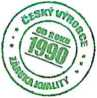 ČESKÝ VÝROBCE
OD ROKU
1990
ZÁRUKA KVALITY